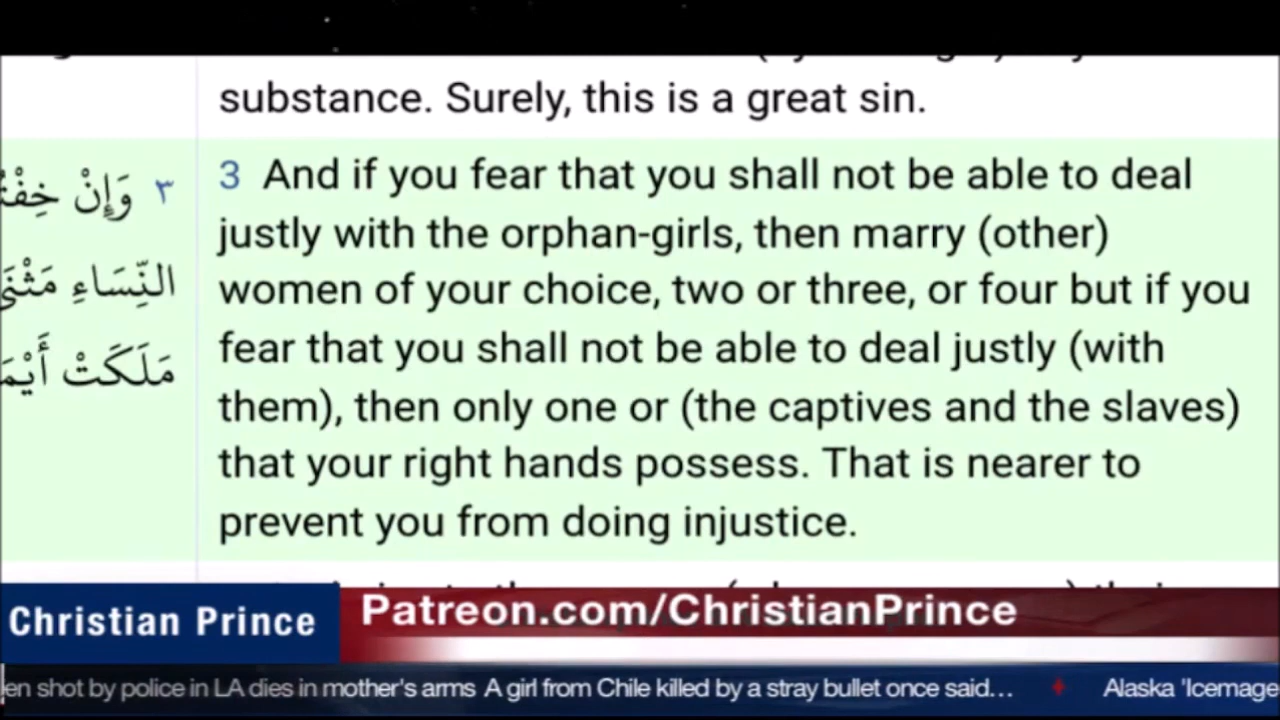 substance. Surely, this is a great sin.
3 And if you fear that you shall not be able to deal
justly with the orphan-girls, then marry (other)
women of your choice, two or three, or four but if you
fear that you shall not be able to deal justly (with
them), then only one or (the captives and the slaves)
that your right hands possess. That is nearer to
prevent you from doing injustice.
٣ وَإِنْ
النِّسَاءِ
مَلَكَتْ
Christian Prince
Patreon.com/ChristianPrince
en shot by police in LA dies in mother's arms A girl from Chile killed by a stray bullet once said... Alaska 'Icemage